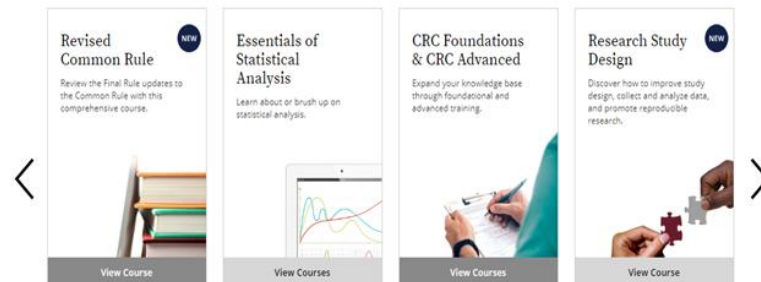 Revised
Common Rule
NEW
Review the Final Rule updates to
the Common Rule with this
comprehensive course.
View Course
Essentials of
Statistical
Analysis
Learn about or brush up on
statistical analysis.
View Courses
CRC Foundations
& CRC Advanced
Expand your knowledge base
through foundational and
advanced training.
View Courses
Research Study
Design
NEW
Discover how to improve study
design, collect and analyze data,
and promote reproducible
research.
View Course